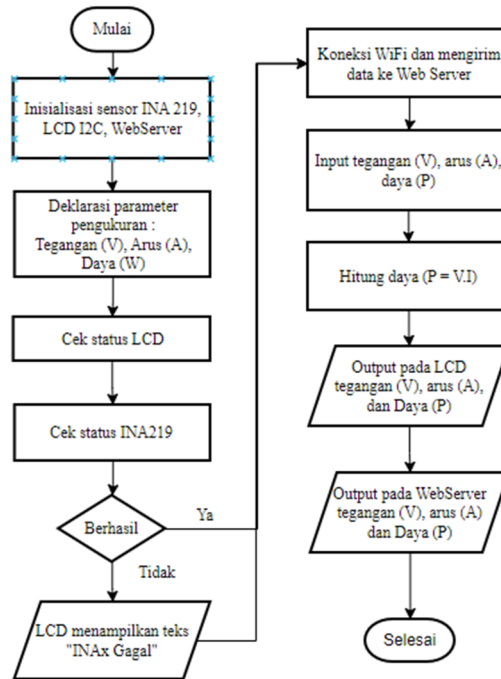 Mulai
Inisialisasi sensor INA 219,
LCD I2C, WebServer
Deklarasi parameter
pengukuran :
Tegangan (V), Arus (A),
Daya (W)
Cek status LCD
Cek status INA219
Berhasil
Ya
Tidak
LCD menampilkan teks
"INAx Gagal"
Koneksi WiFi dan mengirim
data ke Web Server
Input tegangan (V), arus (A),
daya (P)
Hitung daya (P = V.I)
Output pada LCD
tegangan (V), arus (A),
dan Daya (P)
Output pada WebServer
tegangan (V), arus (A)
dan Daya (P)
Selesai